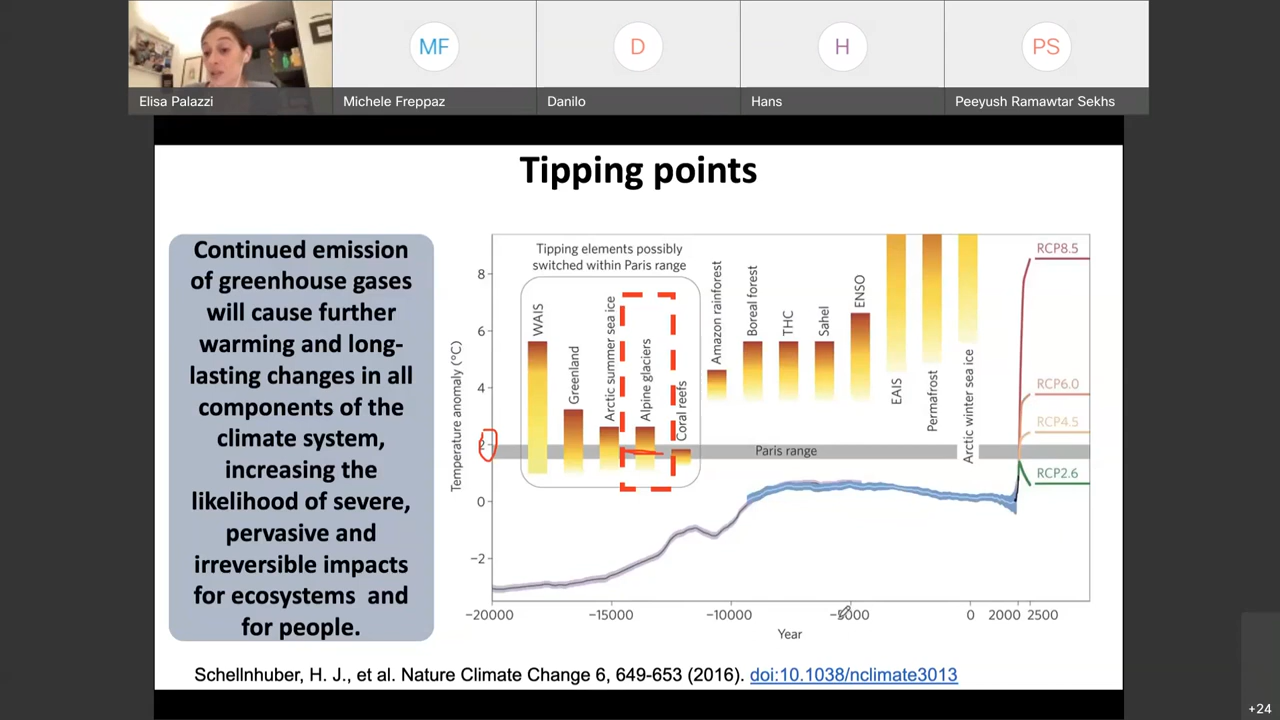 MF
D
H
PS
Elisa Palazzi
Michele Freppaz
Danilo
Hans
Peeyush Ramawtar Sekhs
Tipping points
Continued emission
of greenhouse gases
will cause further
warming and long-
lasting changes in all
components of the
climate system,
increasing the
likelihood of severe,
pervasive and
irreversible impacts
for ecosystems and
for people.
Tipping elements possibly
switched within Paris range
WAIS
Greenland
Arctic summer sea ice
Alpine glaciers
Coral reefs
Amazon rainforest
Boreal forest
THC
Sahel
ENSO
EAIS
Permafrost
Arctic winter sea ice
RCP8.5
RCP6.0
RCP4.5
RCP2.6
Paris range
Temperature anomaly (°C)
8
6
4
2
0
−2
−20000 −15000 −10000 −5000 0 2000 2500
Year
Schellnhuber, H. J., et al. Nature Climate Change 6, 649-653 (2016). doi:10.1038/nclimate3013
+24